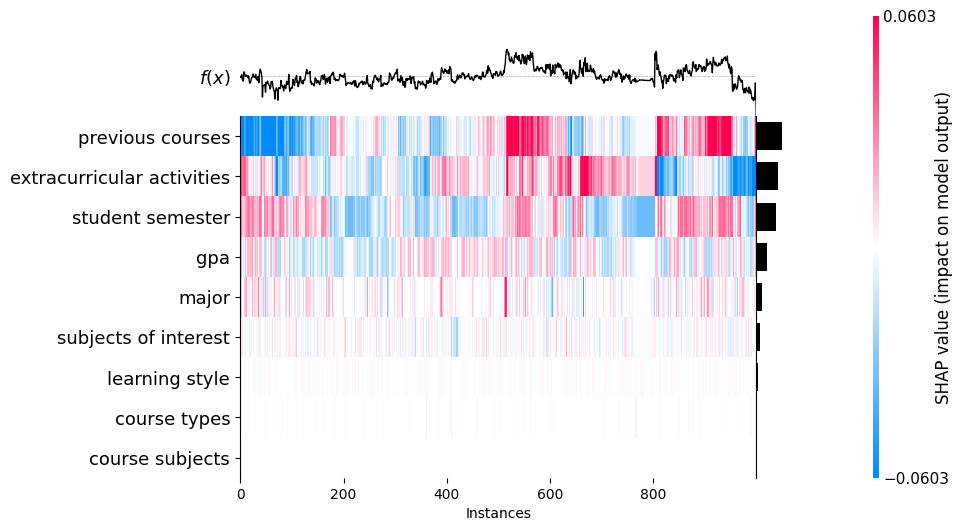 0.0603
f(x)
previous courses
extracurricular activities
student semester
gpa
major
subjects of interest
learning style
course types
course subjects
0 200 400 600 800
Instances
SHAP value (impact on model output)
−0.0603